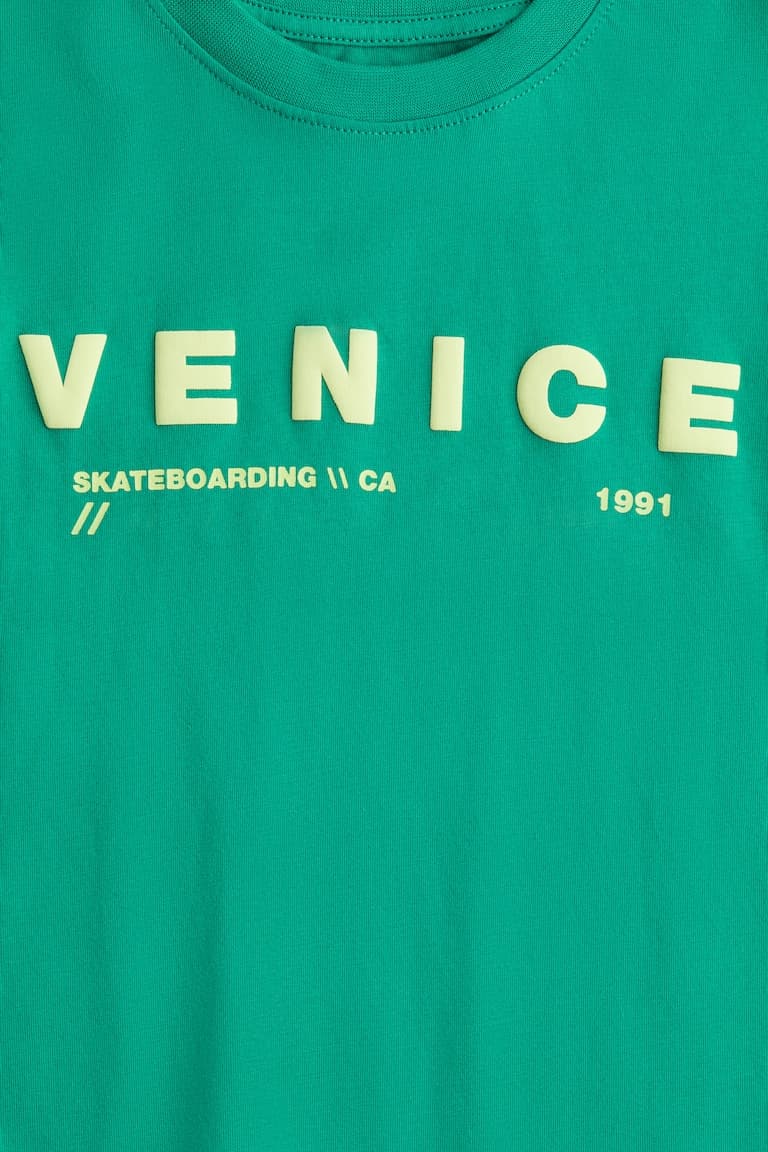 VENICE
SKATEBOARDING \\ CA 1991
//